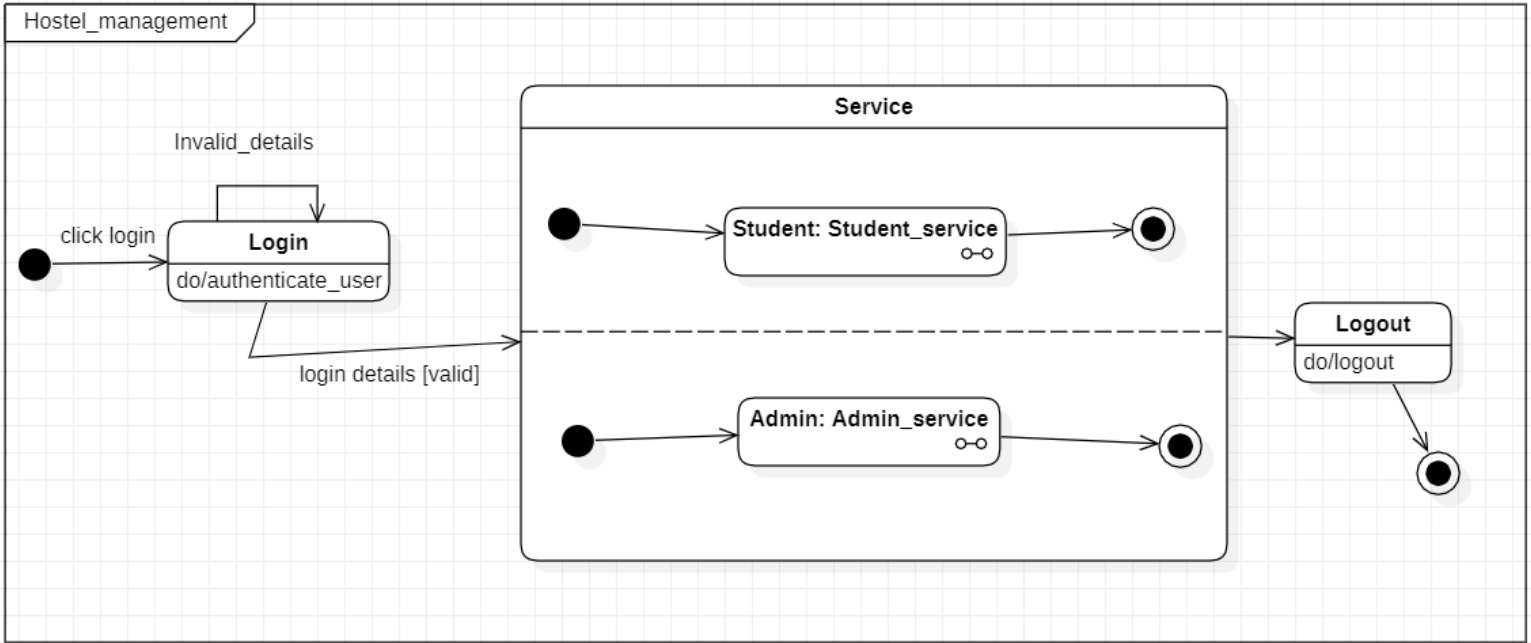 Hostel_management
Service
Invalid_details
click login
Login
do/authenticate_user
login details [valid]
Student: Student_service
Admin: Admin_service
Logout
do/logout